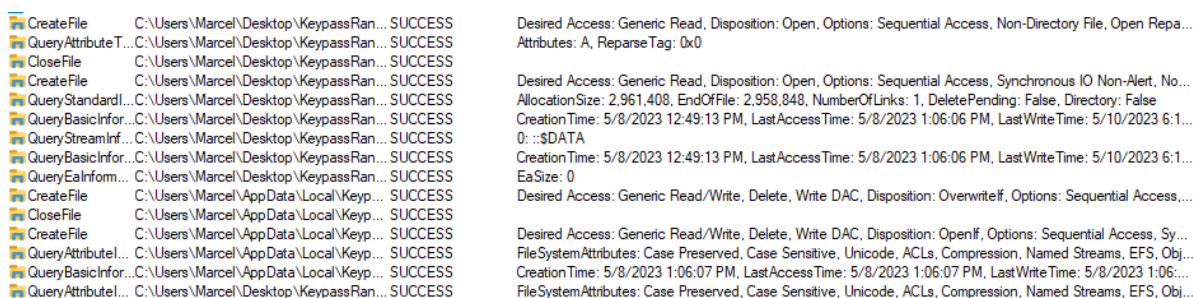 CreateFile C:\Users\Marcel\Desktop\KeypassRan... SUCCESS Desired Access: Generic Read, Disposition: Open, Options: Sequential Access, Non-Directory File, Open Repa...
QueryAttributeT... C:\Users\Marcel\Desktop\KeypassRan... SUCCESS Attributes: A, ReparseTag: 0x0
CloseFile C:\Users\Marcel\Desktop\KeypassRan... SUCCESS
CreateFile C:\Users\Marcel\Desktop\KeypassRan... SUCCESS Desired Access: Generic Read, Disposition: Open, Options: Sequential Access, Synchronous IO Non-Alert, No...
QueryStandardI... C:\Users\Marcel\Desktop\KeypassRan... SUCCESS AllocationSize: 2,961,408, EndOfFile: 2,958,848, NumberOfLinks: 1, DeletePending: False, Directory: False
QueryBasicInfor... C:\Users\Marcel\Desktop\KeypassRan... SUCCESS CreationTime: 5/8/2023 12:49:13 PM, LastAccessTime: 5/8/2023 1:06:06 PM, LastWriteTime: 5/10/2023 6:1...
QueryStreamInf... C:\Users\Marcel\Desktop\KeypassRan... SUCCESS 0: ::$DATA
QueryBasicInfor... C:\Users\Marcel\Desktop\KeypassRan... SUCCESS CreationTime: 5/8/2023 12:49:13 PM, LastAccessTime: 5/8/2023 1:06:06 PM, LastWriteTime: 5/10/2023 6:1...
QueryEaInform... C:\Users\Marcel\Desktop\KeypassRan... SUCCESS EaSize: 0
CreateFile C:\Users\Marcel\AppData\Local\Keyp... SUCCESS Desired Access: Generic Read/Write, Delete, Write DAC, Disposition: OverwriteIf, Options: Sequential Access,...
CloseFile C:\Users\Marcel\AppData\Local\Keyp... SUCCESS
CreateFile C:\Users\Marcel\AppData\Local\Keyp... SUCCESS Desired Access: Generic Read/Write, Delete, Write DAC, Disposition: OpenIf, Options: Sequential Access, Sy...
QueryAttributeI... C:\Users\Marcel\AppData\Local\Keyp... SUCCESS FileSystemAttributes: Case Preserved, Case Sensitive, Unicode, ACLs, Compression, Named Streams, EFS, Obj...
QueryBasicInfor... C:\Users\Marcel\AppData\Local\Keyp... SUCCESS CreationTime: 5/8/2023 1:06:07 PM, LastAccessTime: 5/8/2023 1:06:07 PM, LastWriteTime: 5/8/2023 1:06:...
QueryAttributeI... C:\Users\Marcel\AppData\Local\Keyp... SUCCESS FileSystemAttributes: Case Preserved, Case Sensitive, Unicode, ACLs, Compression, Named Streams, EFS, Obj...